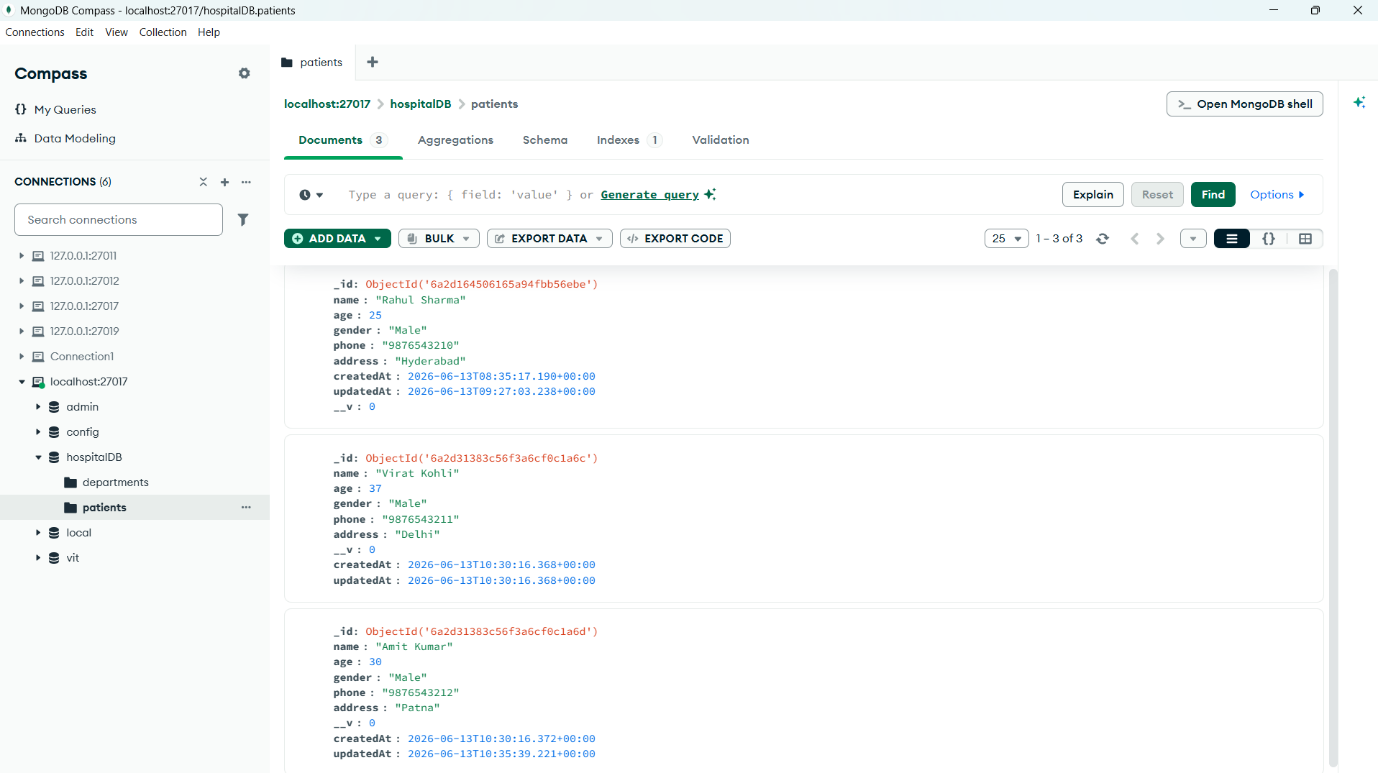 MongoDB Compass - localhost:27017/hospitalDB.patients
Connections Edit View Collection Help
Compass
My Queries
Data Modeling
CONNECTIONS (6)
Search connections
127.0.0.1:27011
127.0.0.1:27012
127.0.0.1:27017
127.0.0.1:27019
Connection1
localhost:27017
admin
config
hospitalDB
departments
patients
local
vit
patients
localhost:27017 > hospitalDB > patients
>_ Open MongoDB shell
Documents 3 Aggregations Schema Indexes 1 Validation
Type a query: { field: 'value' } or Generate query
Explain Reset Find Options
ADD DATA BULK EXPORT DATA </> EXPORT CODE
25 1 – 3 of 3 {}
_id: ObjectId('6a2d164506165a94fbb56ebe')
name : "Rahul Sharma"
age : 25
gender : "Male"
phone : "9876543210"
address : "Hyderabad"
createdAt : 2026-06-13T08:35:17.190+00:00
updatedAt : 2026-06-13T09:27:03.238+00:00
__v : 0
_id: ObjectId('6a2d31383c56f3a6cf0c1a6c')
name : "Virat Kohli"
age : 37
gender : "Male"
phone : "9876543211"
address : "Delhi"
__v : 0
createdAt : 2026-06-13T10:30:16.368+00:00
updatedAt : 2026-06-13T10:30:16.368+00:00
_id: ObjectId('6a2d31383c56f3a6cf0c1a6d')
name : "Amit Kumar"
age : 30
gender : "Male"
phone : "9876543212"
address : "Patna"
__v : 0
createdAt : 2026-06-13T10:30:16.372+00:00
updatedAt : 2026-06-13T10:35:39.221+00:00